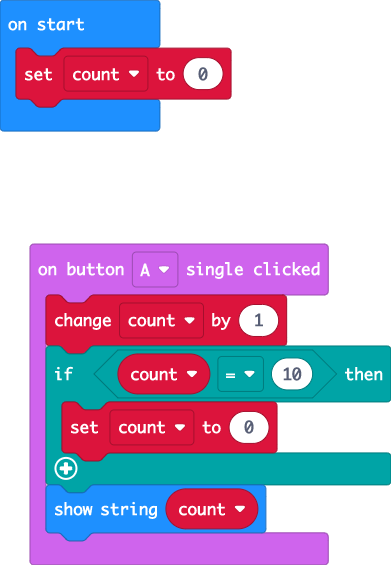 on start
set count to 0
on button A single clicked
change count by 1
if count = 10 then
set count to 0
show string count